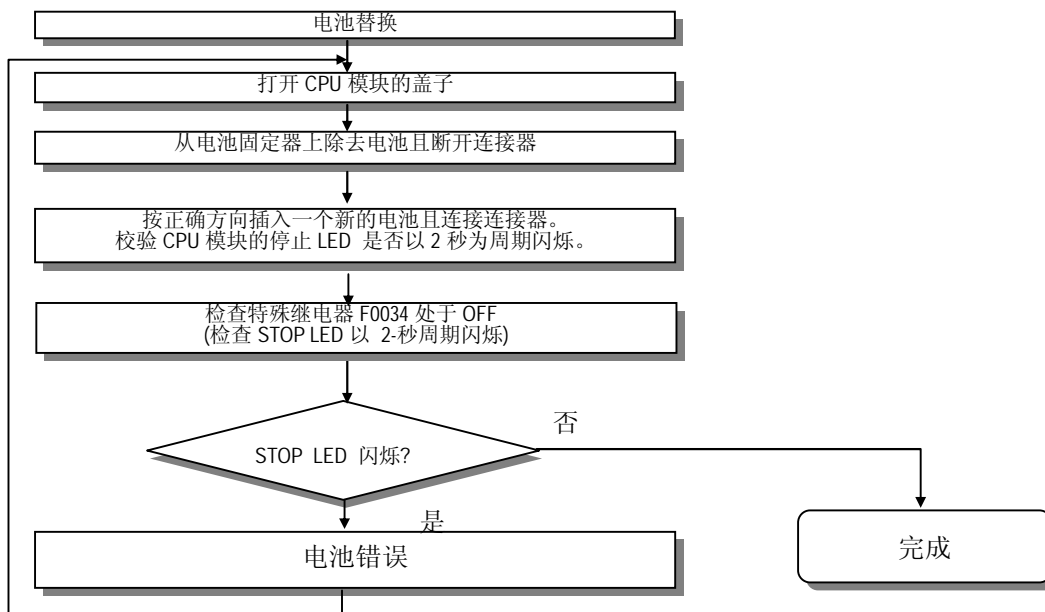 电池替换
打开 CPU 模块的盖子
从电池固定器上除去电池且断开连接器
按正确方向插入一个新的电池且连接连接器。
校验 CPU 模块的停止 LED 是否以 2 秒为周期闪烁。
检查特殊继电器 F0034 处于 OFF
(检查 STOP LED 以 2-秒周期闪烁)
STOP LED 闪烁?
否
是
电池错误
完成